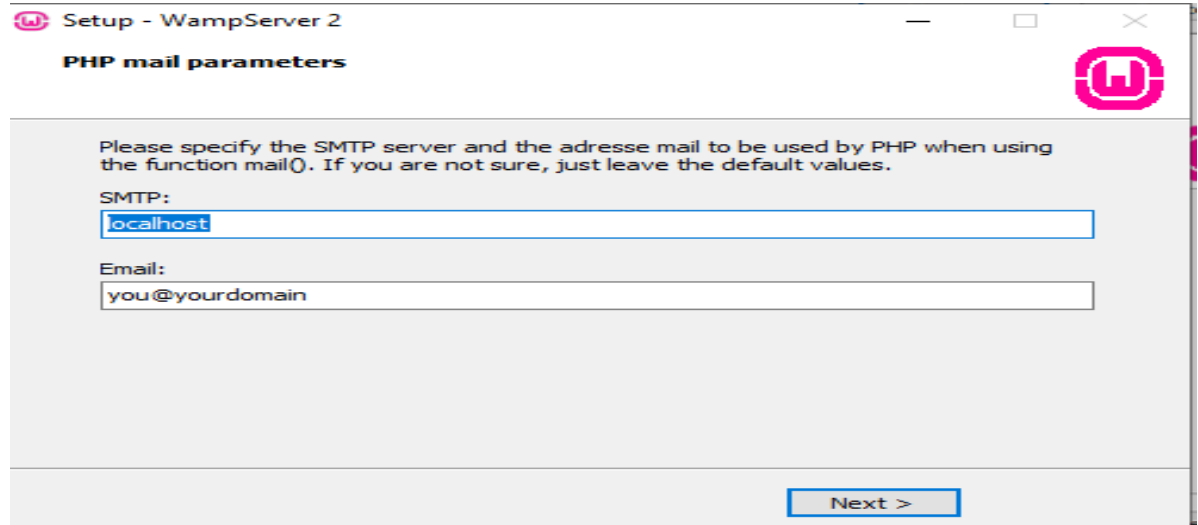 Setup - WampServer 2
PHP mail parameters
Please specify the SMTP server and the adresse mail to be used by PHP when using
the function mail(). If you are not sure, just leave the default values.
SMTP:
localhost
Email:
you@yourdomain
Next >